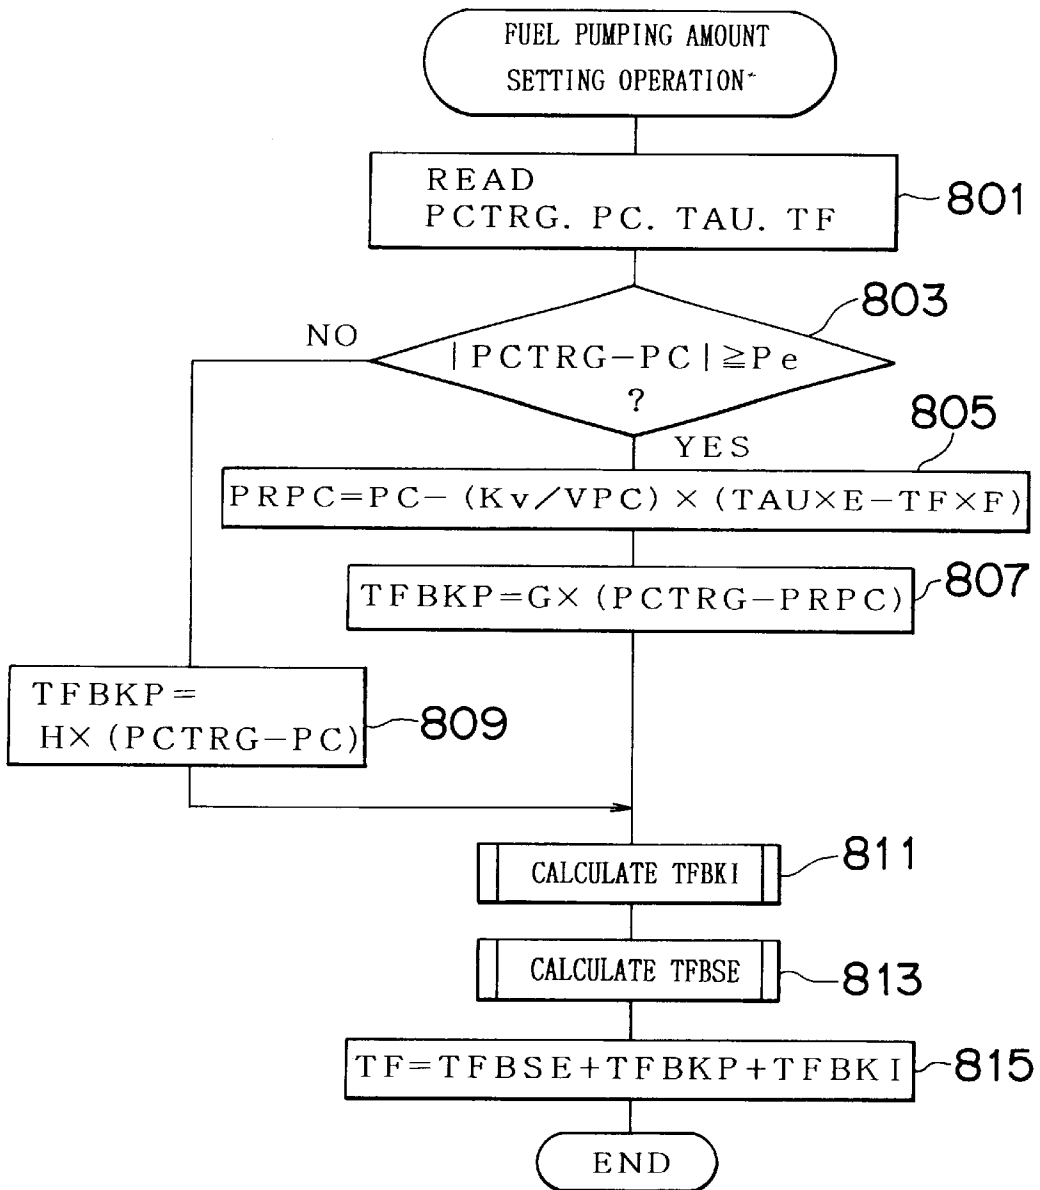 FUEL PUMPING AMOUNT
SETTING OPERATION
READ
PCTRG. PC. TAU. TF
801
803
NO
|PCTRG-PC|≧Pe
?
YES
805
PRPC=PC-(Kv/VPC)×(TAU×E-TF×F)
807
TFBKP=G×(PCTRG-PRPC)
TFBKP=
H×(PCTRG-PC)
809
CALCULATE TFBKI
811
CALCULATE TFBSE
813
TF=TFBSE+TFBKP+TFBKI
815
END